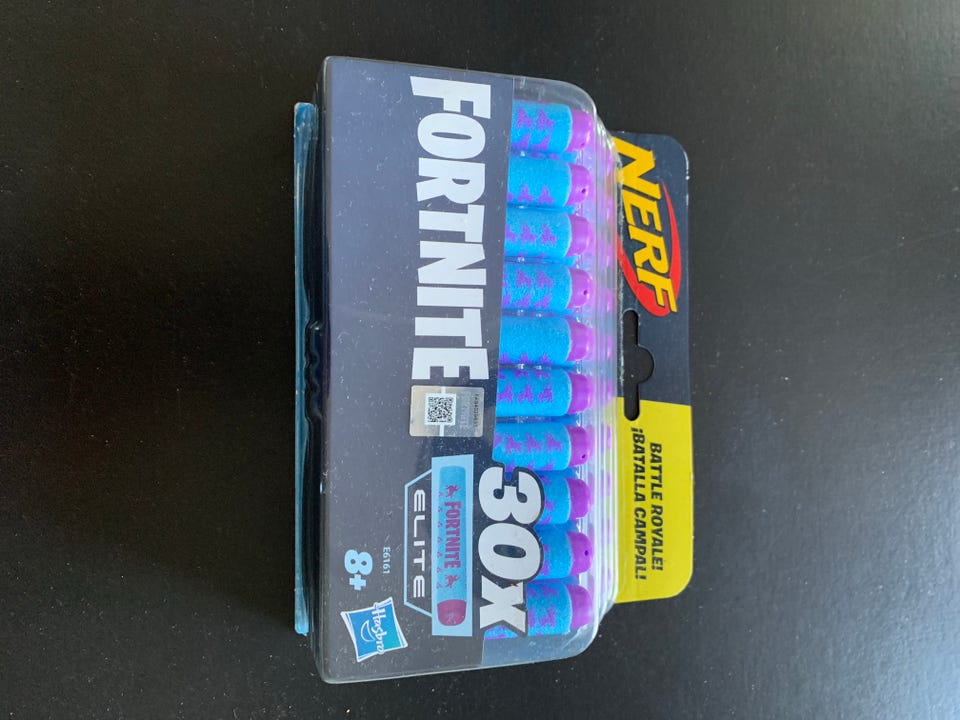 NERF
BATTLE ROYALE!
¡BATALLA CAMPAL!
30X
FORTNITE
FORTNITE
ELITE
E6161
8+
Hasbro